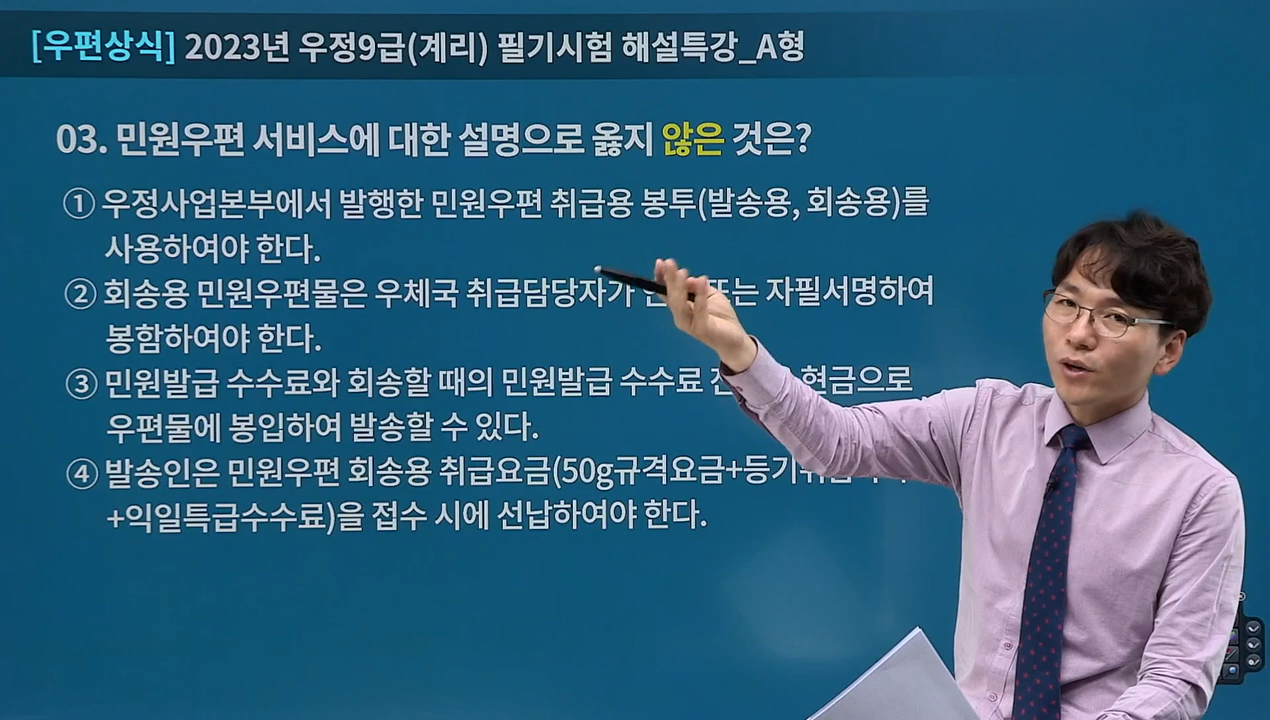 [우편상식] 2023년 우정9급(계리) 필기시험 해설특강_A형
03. 민원우편 서비스에 대한 설명으로 옳지 않은 것은?
① 우정사업본부에서 발행한 민원우편 취급용 봉투(발송용, 회송용)를
사용하여야 한다.
② 회송용 민원우편물은 우체국 취급담당자가 또는 자필서명하여
봉함하여야 한다.
③ 민원발급 수수료와 회송할 때의 민원발급 수수료 현금으로
우편물에 봉입하여 발송할 수 있다.
④ 발송인은 민원우편 회송용 취급요금(50g규격요금+등기취급
+익일특급수수료)을 접수 시에 선납하여야 한다.